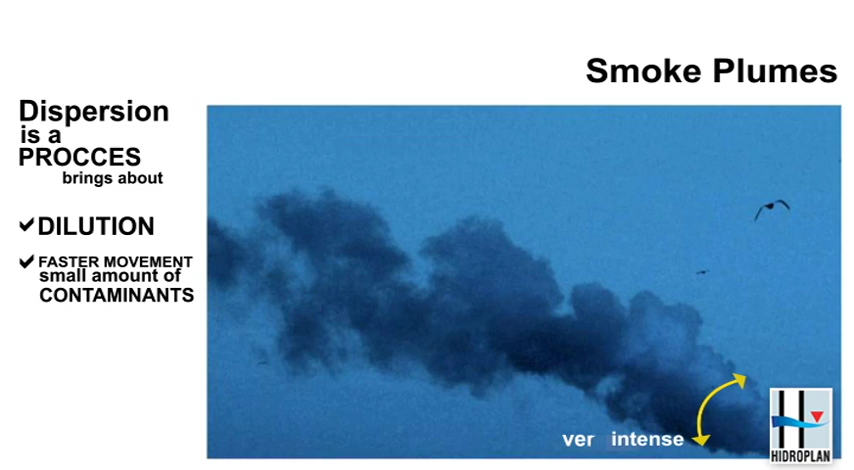 Smoke Plumes
Dispersion
is a
PROCCES
brings about
DILUTION
FASTER MOVEMENT
small amount of
CONTAMINANTS
ver intense
HIDROPLAN